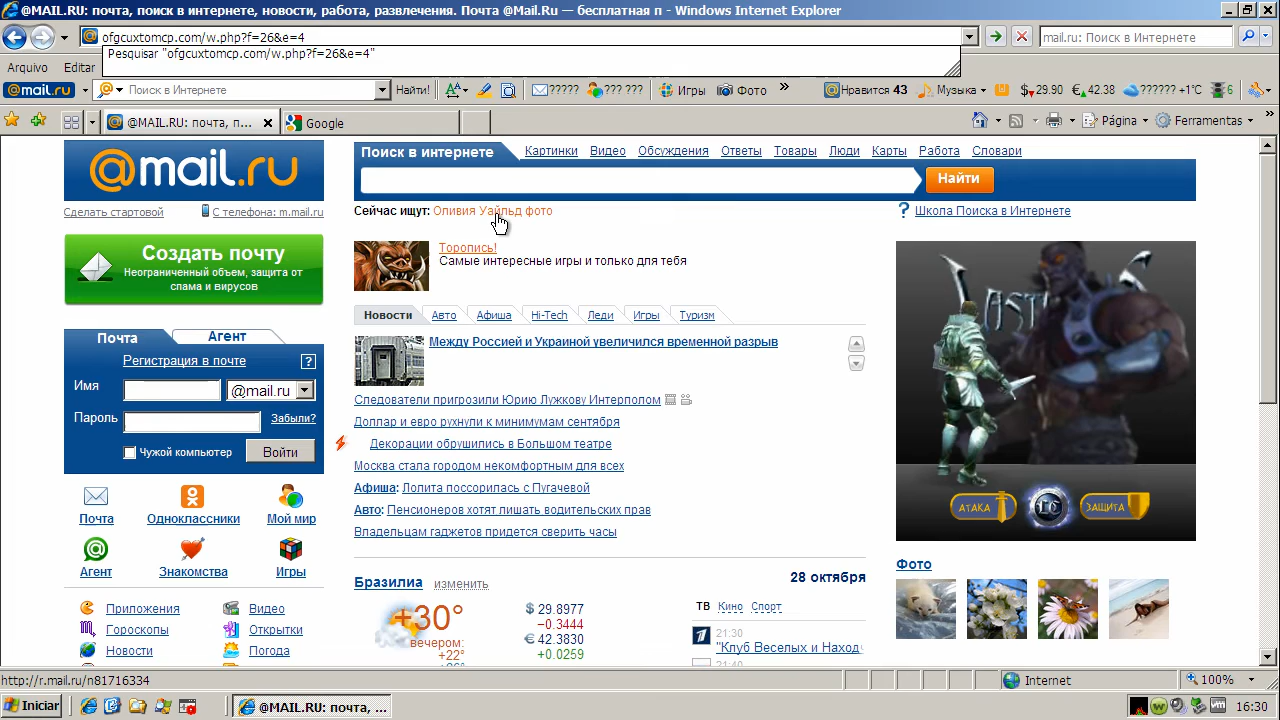 @MAIL.RU: почта, поиск в интернете, новости, работа, развлечения. Почта @Mail.Ru — бесплатная п - Windows Internet Explorer
ofgcuxtomcp.com/w.php?f=26&e=4
mail.ru: Поиск в Интернете
Pesquisar "ofgcuxtomcp.com/w.php?f=26&e=4"
Arquivo Editar
@mail.ru Поиск в Интернете Найти! ????? ??? ??? Игры Фото » Нравится 43 Музыка $29.90 €42.38 ??????? +1°C 6
@MAIL.RU: почта, п... Google Página Ferramentas »
@mail.ru
Сделать стартовой С телефона: m.mail.ru
Поиск в интернете Картинки Видео Обсуждения Ответы Товары Люди Карты Работа Словари
Найти
Сейчас ищут: Оливия Уайльд фото
? Школа Поиска в Интернете
Создать почту
Неограниченный объем, защита от
спама и вирусов
Торопись!
Самые интересные игры и только для тебя
Почта Агент
Регистрация в почте ?
Имя @mail.ru
Пароль Забыли?
Чужой компьютер Войти
Новости Авто Афиша Hi-Tech Леди Игры Туризм
Между Россией и Украиной увеличился временной разрыв
Следователи пригрозили Юрию Лужкову Интерполом
Доллар и евро рухнули к минимумам сентября
Декорации обрушились в Большом театре
Москва стала городом некомфортным для всех
Афиша: Лолита поссорилась с Пугачевой
Авто: Пенсионеров хотят лишать водительских прав
Владельцам гаджетов придется сверить часы
АТАКА LC ЗАЩИТА
Почта Одноклассники Мой мир
Агент Знакомства Игры
Приложения Видео
Гороскопы Открытки
Новости Погода
Бразилиа изменить 28 октября
+30°
вечером:
+22°
$ 29.8977
−0.3444
€ 42.3830
+0.0259
ТВ Кино Спорт
21:30
"Клуб Веселых и Наход
21:40
Фото
http://r.mail.ru/n81716334 Internet 100%
Iniciar @MAIL.RU: почта, ... 16:30